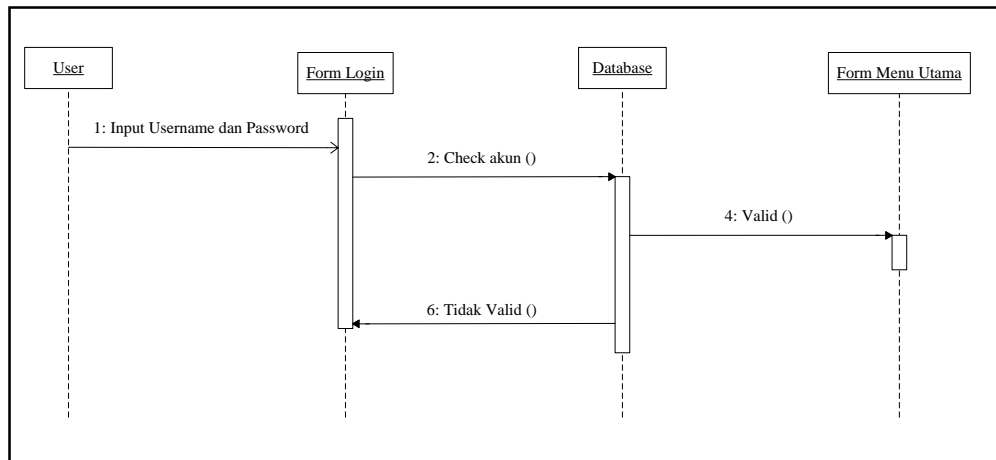 User
Form Login
Database
Form Menu Utama
1: Input Username dan Password
2: Check akun ()
4: Valid ()
6: Tidak Valid ()